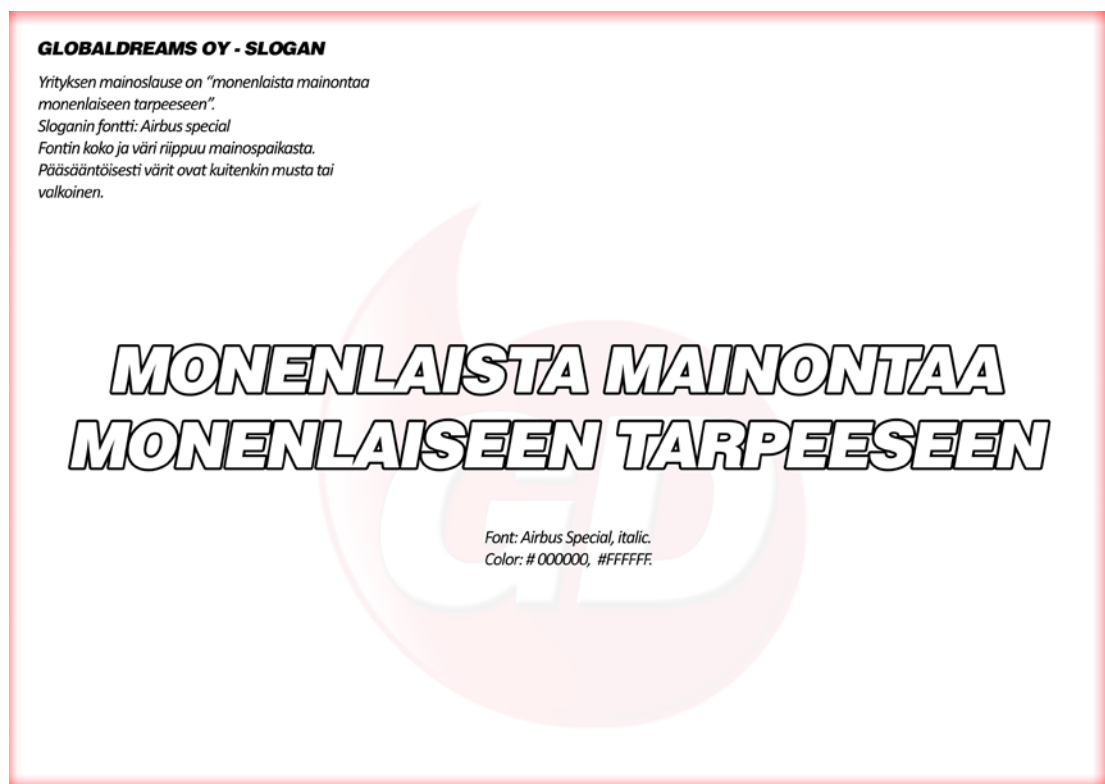 GLOBALDREAMS OY - SLOGAN
Yrityksen mainoslause on “monenlaista mainontaa
monenlaiseen tarpeeseen”.
Sloganin fontti: Airbus special
Fontin koko ja väri riippuu mainospaikasta.
Pääsääntöisesti värit ovat kuitenkin musta tai
valkoinen.
MONENLAISTA MAINONTAA
MONENLAISEEN TARPEESEEN
GD
Font: Airbus Special, italic.
Color: # 000000, #FFFFFF.